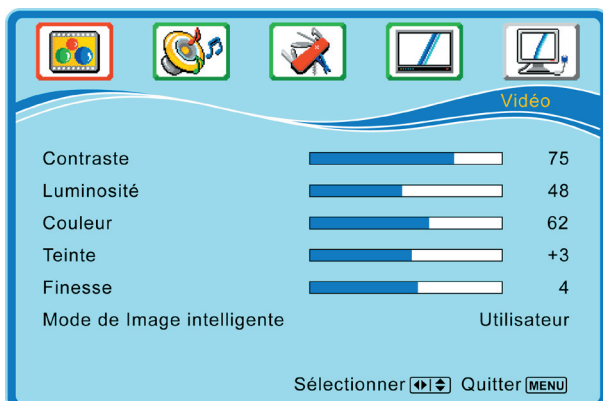 Vidéo
Contraste 75
Luminosité 48
Couleur 62
Teinte +3
Finesse 4
Mode de Image intelligente Utilisateur
Sélectionner Quitter MENU